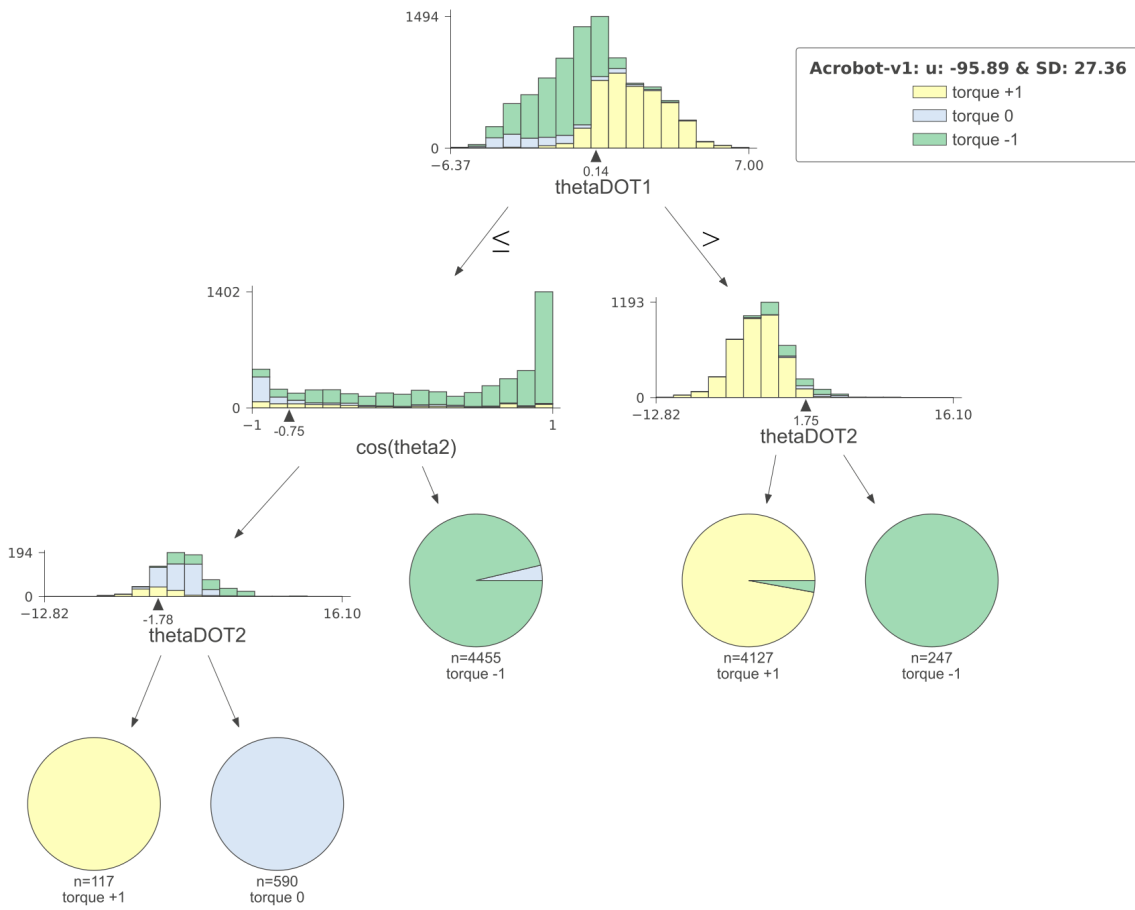 1494
0
−6.37
0.14
7.00
thetaDOT1
Acrobot-v1: u: -95.89 & SD: 27.36
torque +1
torque 0
torque -1
≤
>
1402
0
−1
-0.75
1
cos(theta2)
1193
0
−12.82
1.75
16.10
thetaDOT2
194
0
−12.82
-1.78
16.10
thetaDOT2
n=4455
torque -1
n=4127
torque +1
n=247
torque -1
n=117
torque +1
n=590
torque 0